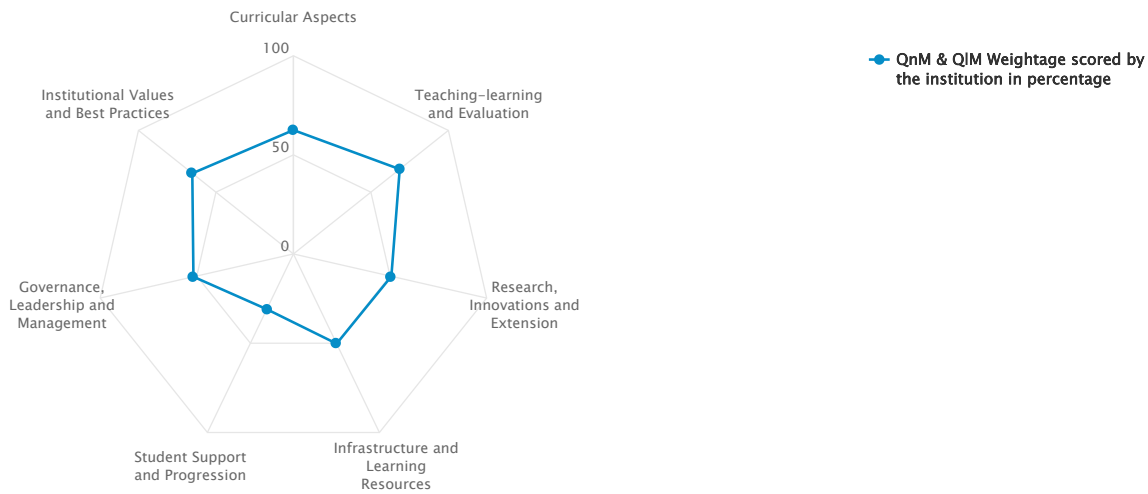 Curricular Aspects
100
50
0
Teaching-learning
and Evaluation
Research,
Innovations and
Extension
Infrastructure and
Learning
Resources
Student Support
and Progression
Governance,
Leadership and
Management
Institutional Values
and Best Practices
QnM & QlM Weightage scored by
the institution in percentage